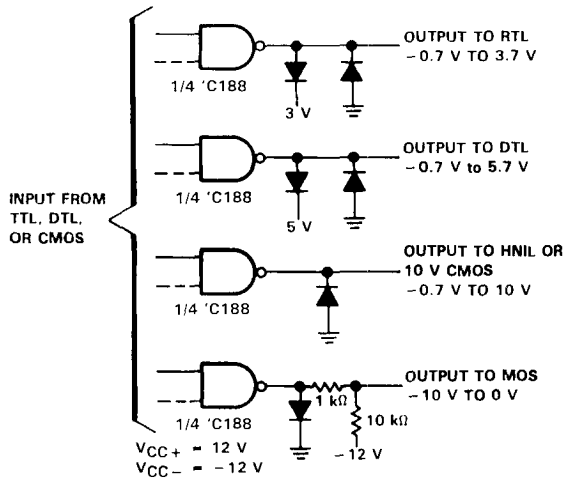 OUTPUT TO RTL
−0.7 V TO 3.7 V
1/4 'C188
3 V
OUTPUT TO DTL
−0.7 V to 5.7 V
1/4 'C188
5 V
INPUT FROM
TTL, DTL,
OR CMOS
OUTPUT TO HNIL OR
10 V CMOS
−0.7 V TO 10 V
1/4 'C188
OUTPUT TO MOS
−10 V TO 0 V
1 kΩ
1/4 'C188
10 kΩ
VCC+ = 12 V
VCC− = −12 V
−12 V